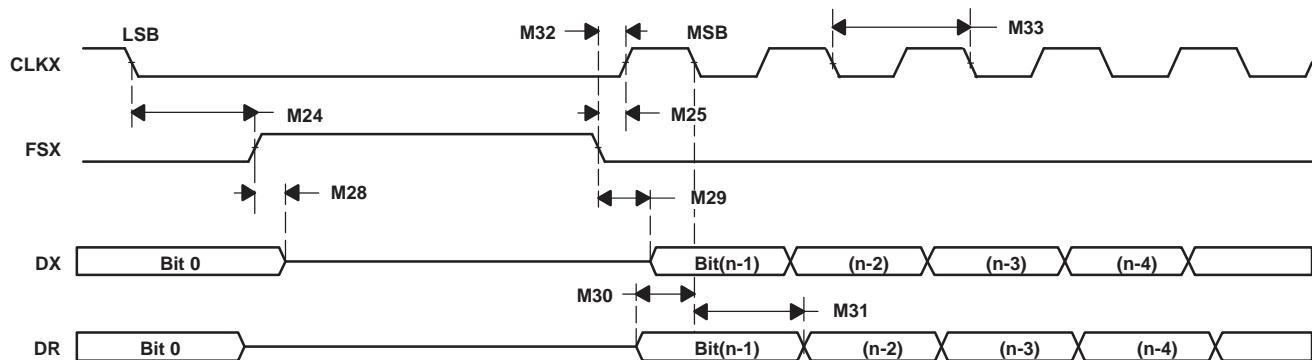 LSB M32 MSB M33
CLKX
M24 M25
FSX
M28 M29
DX Bit 0 Bit(n-1) (n-2) (n-3) (n-4)
M30 M31
DR Bit 0 Bit(n-1) (n-2) (n-3) (n-4)